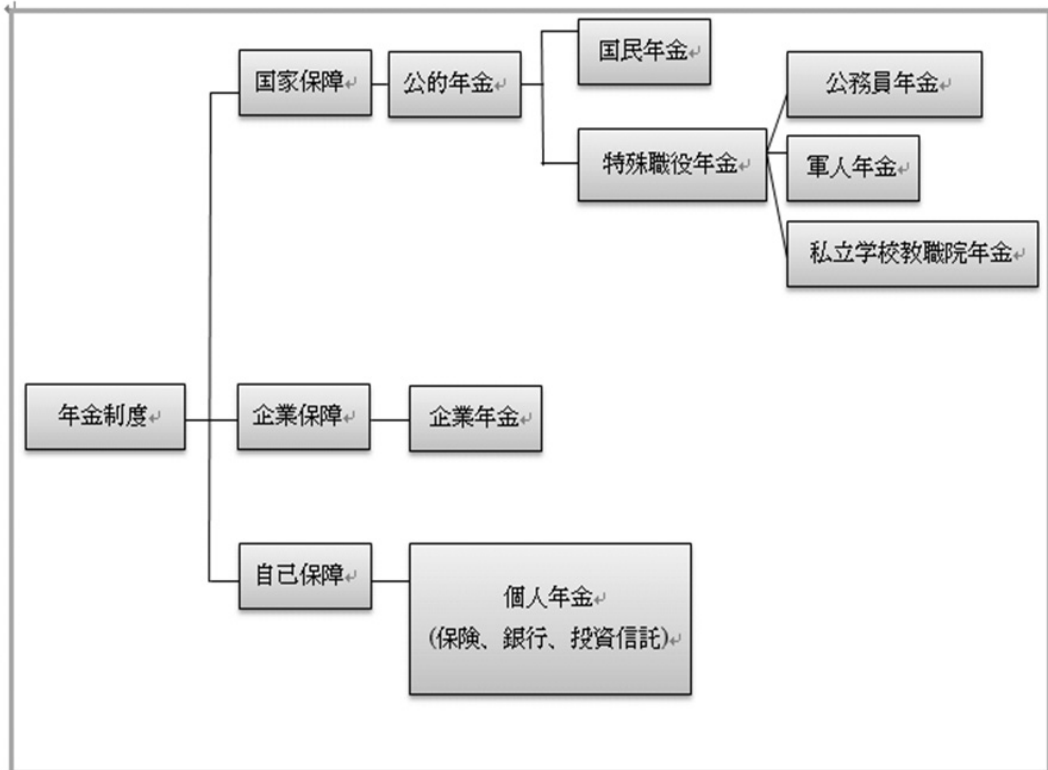 国民年金
国家保障
公的年金
公務員年金
特殊職役年金
軍人年金
私立学校教職院年金
年金制度
企業保障
企業年金
自己保障
個人年金
(保険、銀行、投資信託)